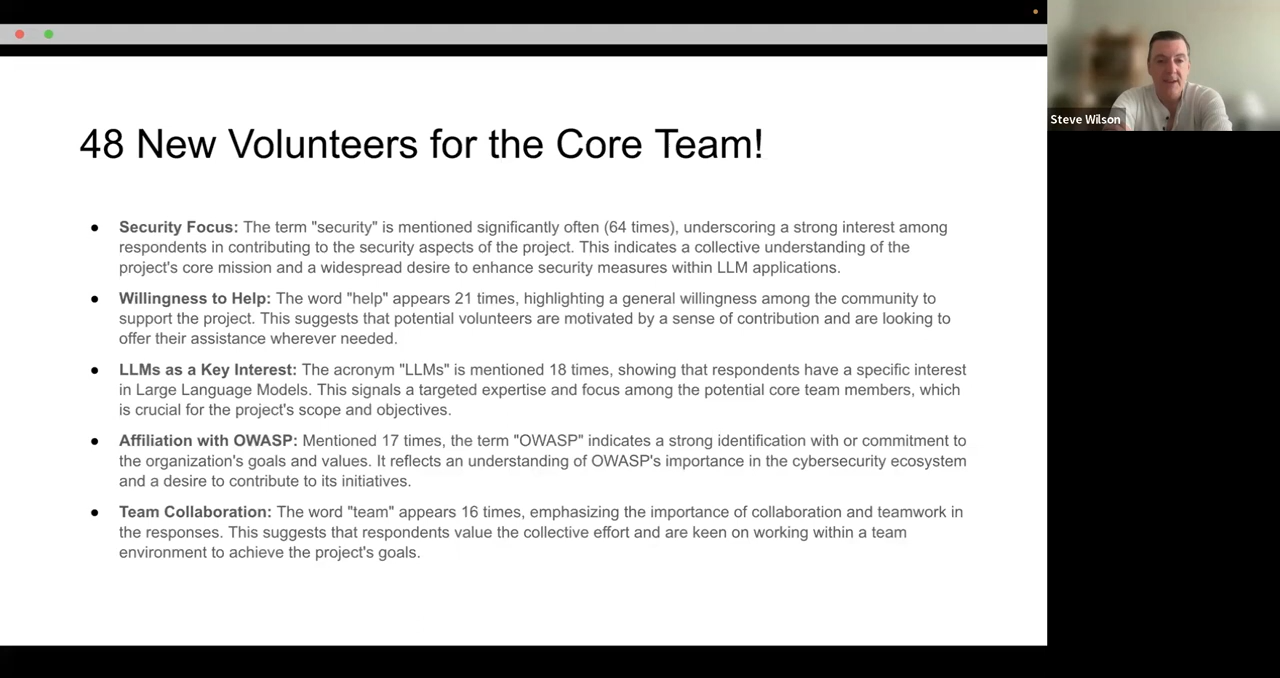 48 New Volunteers for the Core Team!
● Security Focus: The term "security" is mentioned significantly often (64 times), underscoring a strong interest among
respondents in contributing to the security aspects of the project. This indicates a collective understanding of the
project's core mission and a widespread desire to enhance security measures within LLM applications.
● Willingness to Help: The word "help" appears 21 times, highlighting a general willingness among the community to
support the project. This suggests that potential volunteers are motivated by a sense of contribution and are looking to
offer their assistance wherever needed.
● LLMs as a Key Interest: The acronym "LLMs" is mentioned 18 times, showing that respondents have a specific interest
in Large Language Models. This signals a targeted expertise and focus among the potential core team members, which
is crucial for the project's scope and objectives.
● Affiliation with OWASP: Mentioned 17 times, the term "OWASP" indicates a strong identification with or commitment to
the organization's goals and values. It reflects an understanding of OWASP's importance in the cybersecurity ecosystem
and a desire to contribute to its initiatives.
● Team Collaboration: The word "team" appears 16 times, emphasizing the importance of collaboration and teamwork in
the responses. This suggests that respondents value the collective effort and are keen on working within a team
environment to achieve the project's goals.
Steve Wilson